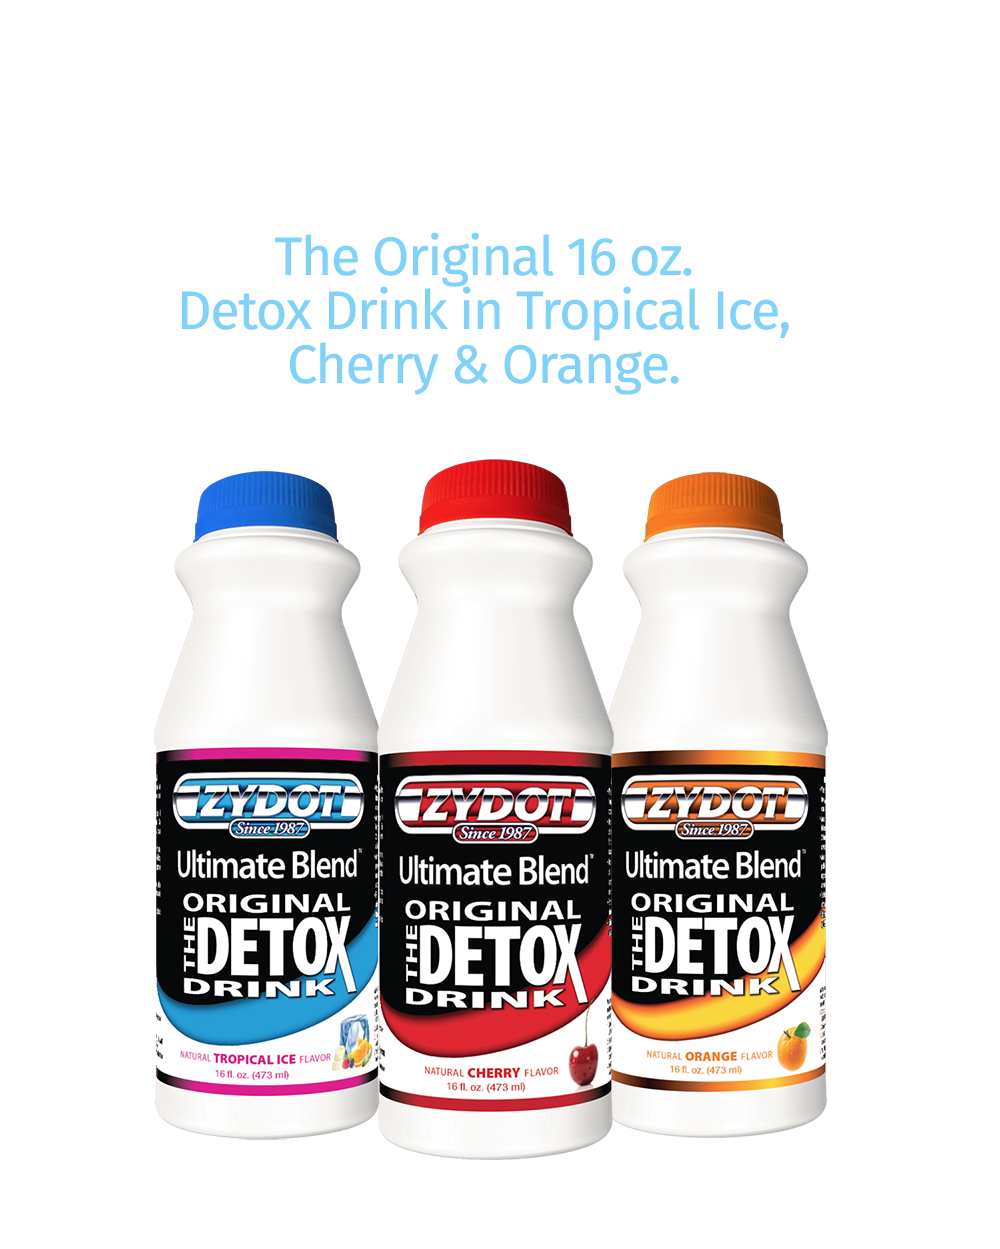 The Original 16 oz.
Detox Drink in Tropical Ice,
Cherry & Orange.
ZYDOT
Since 1987
Ultimate Blend™
THE ORIGINAL
DETOX
DRINK
NATURAL TROPICAL ICE FLAVOR
16 fl. oz. (473 ml)
ZYDOT
Since 1987
Ultimate Blend™
THE ORIGINAL
DETOX
DRINK
NATURAL CHERRY FLAVOR
16 fl. oz. (473 ml)
ZYDOT
Since 1987
Ultimate Blend™
THE ORIGINAL
DETOX
DRINK
NATURAL ORANGE FLAVOR
16 fl. oz. (473 ml)